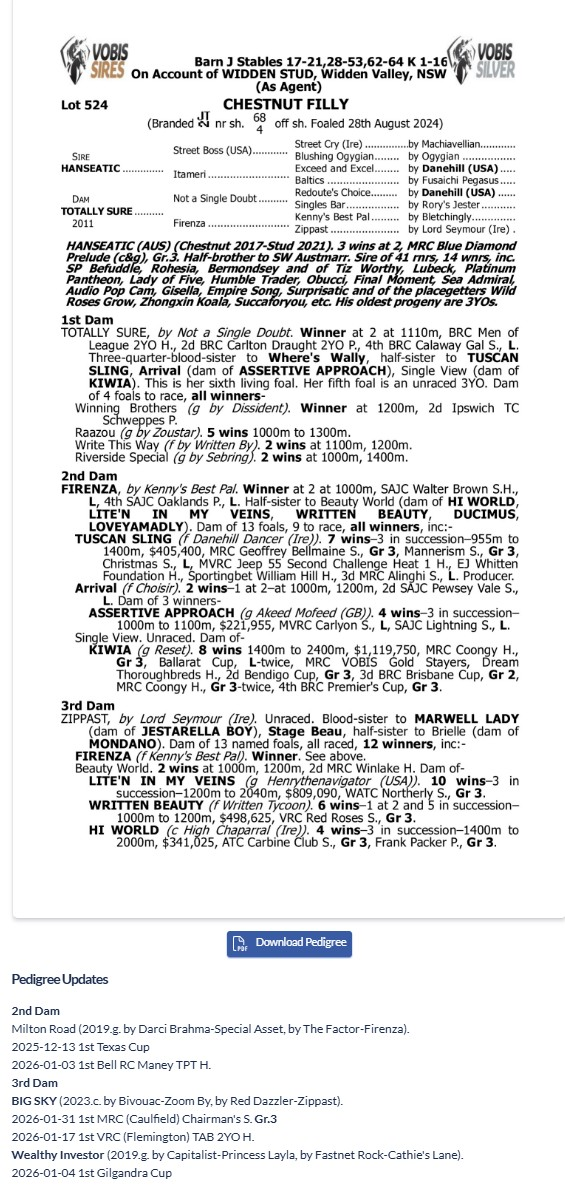 VOBIS
SIRES
VOBIS
SILVER
Barn J Stables 17-21,28-53,62-64 K 1-16
On Account of WIDDEN STUD, Widden Valley, NSW
(As Agent)
Lot 524 CHESTNUT FILLY
(Branded nr sh. 68/4 off sh. Foaled 28th August 2024)
SIRE
HANSEATIC .............
DAM
TOTALLY SURE ..........
2011
Street Boss (USA)............
Itameri ............................
Not a Single Doubt ..........
Firenza ............................
Street Cry (Ire) ..............by Machiavellian............
Blushing Ogygian........ by Ogygian .................
Exceed and Excel........ by Danehill (USA) .....
Baltics ........................ by Fusaichi Pegasus.....
Redoute's Choice......... by Danehill (USA) ......
Singles Bar.................. by Rory's Jester..........
Kenny's Best Pal.......... by Bletchingly............
Zippast ....................... by Lord Seymour (Ire) .
HANSEATIC (AUS) (Chestnut 2017-Stud 2021). 3 wins at 2, MRC Blue Diamond
Prelude (c&g), Gr.3. Half-brother to SW Austmarr. Sire of 41 rnrs, 14 wnrs, inc.
SP Befuddle, Rohesia, Bermondsey and of Tiz Worthy, Lubeck, Platinum
Pantheon, Lady of Five, Humble Trader, Obucci, Final Moment, Sea Admiral,
Audio Pop Cam, Gisella, Empire Song, Surprisatic and of the placegetters Wild
Roses Grow, Zhongxin Koala, Succaforyou, etc. His oldest progeny are 3YOs.
1st Dam
TOTALLY SURE, by Not a Single Doubt. Winner at 2 at 1110m, BRC Men of
League 2YO H., 2d BRC Carlton Draught 2YO P., 4th BRC Calaway Gal S., L.
Three-quarter-blood-sister to Where's Wally, half-sister to TUSCAN
SLING, Arrival (dam of ASSERTIVE APPROACH), Single View (dam of
KIWIA). This is her sixth living foal. Her fifth foal is an unraced 3YO. Dam
of 4 foals to race, all winners-
Winning Brothers (g by Dissident). Winner at 1200m, 2d Ipswich TC
Schweppes P.
Raazou (g by Zoustar). 5 wins 1000m to 1300m.
Write This Way (f by Written By). 2 wins at 1100m, 1200m.
Riverside Special (g by Sebring). 2 wins at 1000m, 1400m.
2nd Dam
FIRENZA, by Kenny's Best Pal. Winner at 2 at 1000m, SAJC Walter Brown S.H.,
L, 4th SAJC Oaklands P., L. Half-sister to Beauty World (dam of HI WORLD,
LITE'N IN MY VEINS, WRITTEN BEAUTY, DUCIMUS,
LOVEYAMADLY). Dam of 13 foals, 9 to race, all winners, inc:-
TUSCAN SLING (f Danehill Dancer (Ire)). 7 wins–3 in succession–955m to
1400m, $405,400, MRC Geoffrey Bellmaine S., Gr 3, Mannerism S., Gr 3,
Christmas S., L, MVRC Jeep 55 Second Challenge Heat 1 H., EJ Whitten
Foundation H., Sportingbet William Hill H., 3d MRC Alinghi S., L. Producer.
Arrival (f Choisir). 2 wins–1 at 2–at 1000m, 1200m, 2d SAJC Pewsey Vale S.,
L. Dam of 3 winners-
ASSERTIVE APPROACH (g Akeed Mofeed (GB)). 4 wins–3 in succession–
1000m to 1100m, $221,955, MVRC Carlyon S., L, SAJC Lightning S., L.
Single View. Unraced. Dam of-
KIWIA (g Reset). 8 wins 1400m to 2400m, $1,119,750, MRC Coongy H.,
Gr 3, Ballarat Cup, L-twice, MRC VOBIS Gold Stayers, Dream
Thoroughbreds H., 2d Bendigo Cup, Gr 3, 3d BRC Brisbane Cup, Gr 2,
MRC Coongy H., Gr 3-twice, 4th BRC Premier's Cup, Gr 3.
3rd Dam
ZIPPAST, by Lord Seymour (Ire). Unraced. Blood-sister to MARWELL LADY
(dam of JESTARELLA BOY), Stage Beau, half-sister to Brielle (dam of
MONDANO). Dam of 13 named foals, all raced, 12 winners, inc:-
FIRENZA (f Kenny's Best Pal). Winner. See above.
Beauty World. 2 wins at 1000m, 1200m, 2d MRC Winlake H. Dam of-
LITE'N IN MY VEINS (g Henrythenavigator (USA)). 10 wins–3 in
succession–1200m to 2040m, $809,090, WATC Northerly S., Gr 3.
WRITTEN BEAUTY (f Written Tycoon). 6 wins–1 at 2 and 5 in succession–
1000m to 1200m, $498,625, VRC Red Roses S., Gr 3.
HI WORLD (c High Chaparral (Ire)). 4 wins–3 in succession–1400m to
2000m, $341,025, ATC Carbine Club S., Gr 3, Frank Packer P., Gr 3.
PDF Download Pedigree
Pedigree Updates
2nd Dam
Milton Road (2019.g. by Darci Brahma-Special Asset, by The Factor-Firenza).
2025-12-13 1st Texas Cup
2026-01-03 1st Bell RC Maney TPT H.
3rd Dam
BIG SKY (2023.c. by Bivouac-Zoom By, by Red Dazzler-Zippast).
2026-01-31 1st MRC (Caulfield) Chairman's S. Gr.3
2026-01-17 1st VRC (Flemington) TAB 2YO H.
Wealthy Investor (2019.g. by Capitalist-Princess Layla, by Fastnet Rock-Cathie's Lane).
2026-01-04 1st Gilgandra Cup